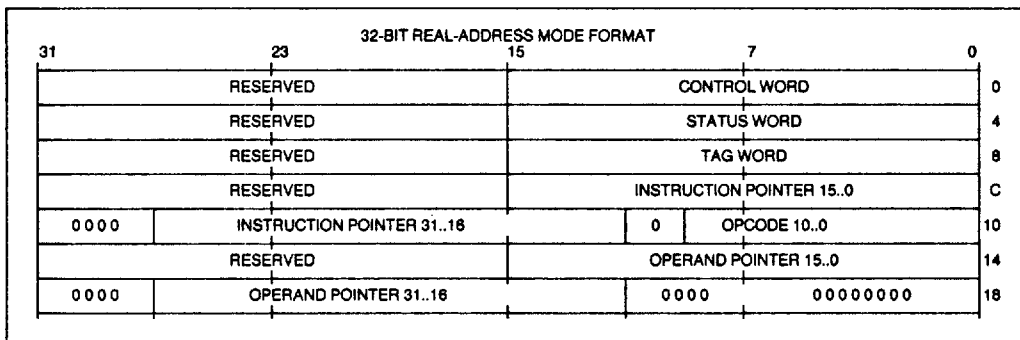 32-BIT REAL-ADDRESS MODE FORMAT
31 23 15 7 0
RESERVED CONTROL WORD 0
RESERVED STATUS WORD 4
RESERVED TAG WORD 8
RESERVED INSTRUCTION POINTER 15..0 C
0000 INSTRUCTION POINTER 31..16 0 OPCODE 10..0 10
RESERVED OPERAND POINTER 15..0 14
0000 OPERAND POINTER 31..16 0000 00000000 18